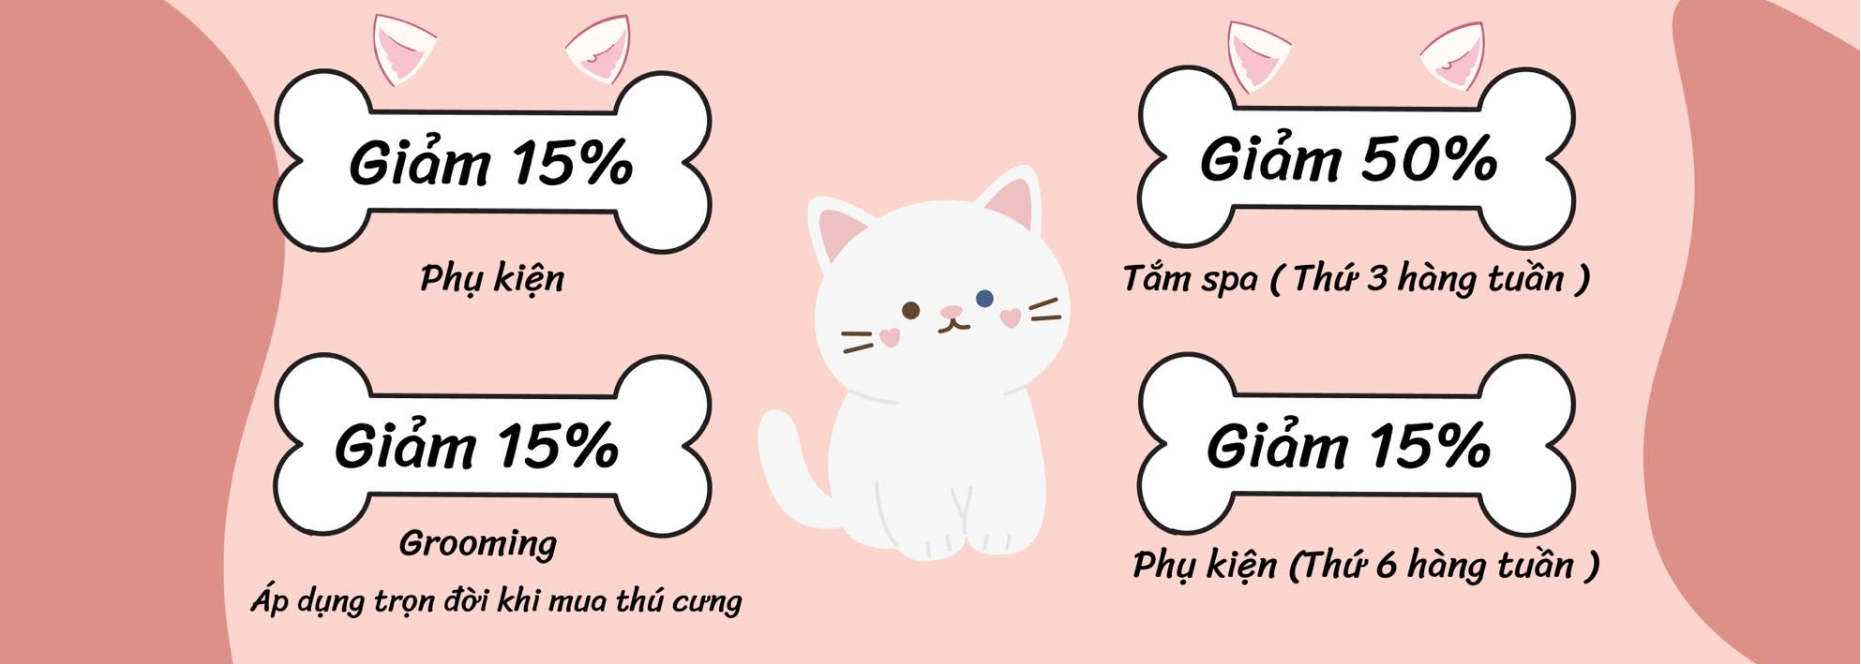 Giảm 15%
Phụ kiện
Giảm 15%
Grooming
Áp dụng trọn đời khi mua thú cưng
Giảm 50%
Tắm spa ( Thứ 3 hàng tuần )
Giảm 15%
Phụ kiện (Thứ 6 hàng tuần )